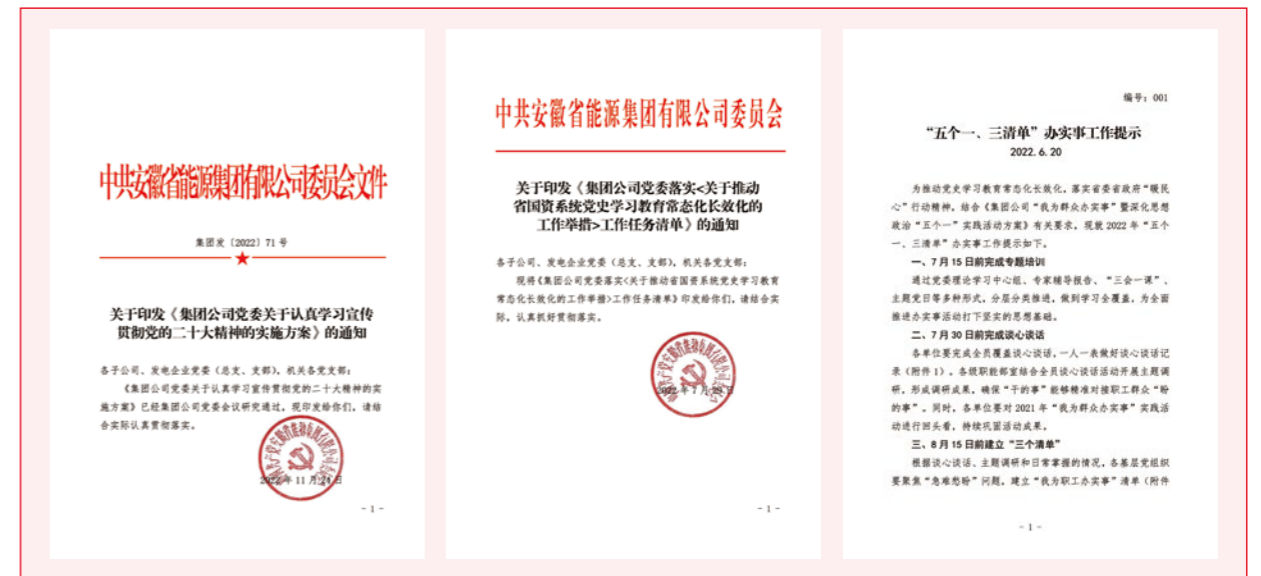 中共安徽省能源集团有限公司委员会文件
集团发〔2022〕71号
关于印发《集团公司党委关于认真学习宣传
贯彻党的二十大精神的实施方案》的通知
各子公司、发电企业党委（总支、支部），机关各党支部：
《集团公司党委关于认真学习宣传贯彻党的二十大精神的实
施方案》已经集团公司党委会议研究通过，现印发给你们，请结
合实际认真贯彻落实。
2022年11月24日
- 1 -
中共安徽省能源集团有限公司委员会
关于印发《集团公司党委落实<关于推动
省国资系统党史学习教育常态化长效化的
工作举措>工作任务清单》的通知
各子公司、发电企业党委（总支、支部），机关各党支部：
现将《集团公司党委落实<关于推动省国资系统党史学习教育
常态化长效化的工作举措>工作任务清单》印发给你们，请结合实
际，认真抓好贯彻落实。
2022年7月
日
- 1 -
编号：001
“五个一、三清单”办实事工作提示
2022.6.20
为推动党史学习教育常态化长效化，落实省委省政府“暖民
心”行动精神，结合《集团公司“我为群众办实事”暨深化思想
政治“五个一”实践活动方案》有关要求，现就 2022 年“五个
一、三清单”办实事工作提示如下。
一、7 月 15 日前完成专题培训
通过党委理论学习中心组、专家辅导报告、“三会一课”、
主题党日等多种形式，分层分类推进，做到学习全覆盖，为全面
推进办实事活动打下坚实的思想基础。
二、7 月 30 日前完成谈心谈话
各单位要完成全员覆盖谈心谈话，一人一表做好谈心谈话记
录（附件 1）。各级职能部室结合全员谈心谈话活动开展主题调
研，形成调研成果，确保“干的事”能够精准对接职工群众“盼
的事”。同时，各单位要对 2021 年“我为群众办实事”实践活
动进行回头看，持续巩固活动成果。
三、8 月 15 日前建立“三个清单”
根据谈心谈话、主题调研和日常掌握的情况，各基层党组织
要聚焦“急难愁盼”问题，建立“我为职工办实事”清单（附件
- 1 -